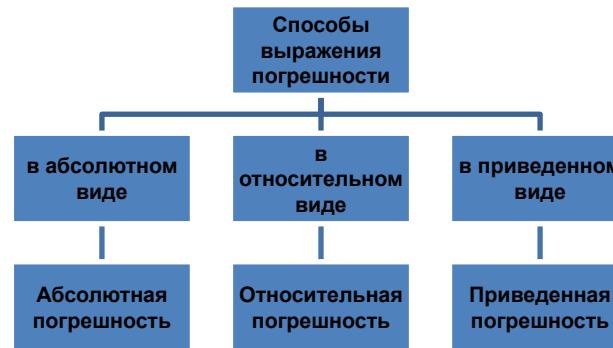 Способы
выражения
погрешности
в абсолютном
виде
в
относительном
виде
в приведенном
виде
Абсолютная
погрешность
Относительная
погрешность
Приведенная
погрешность